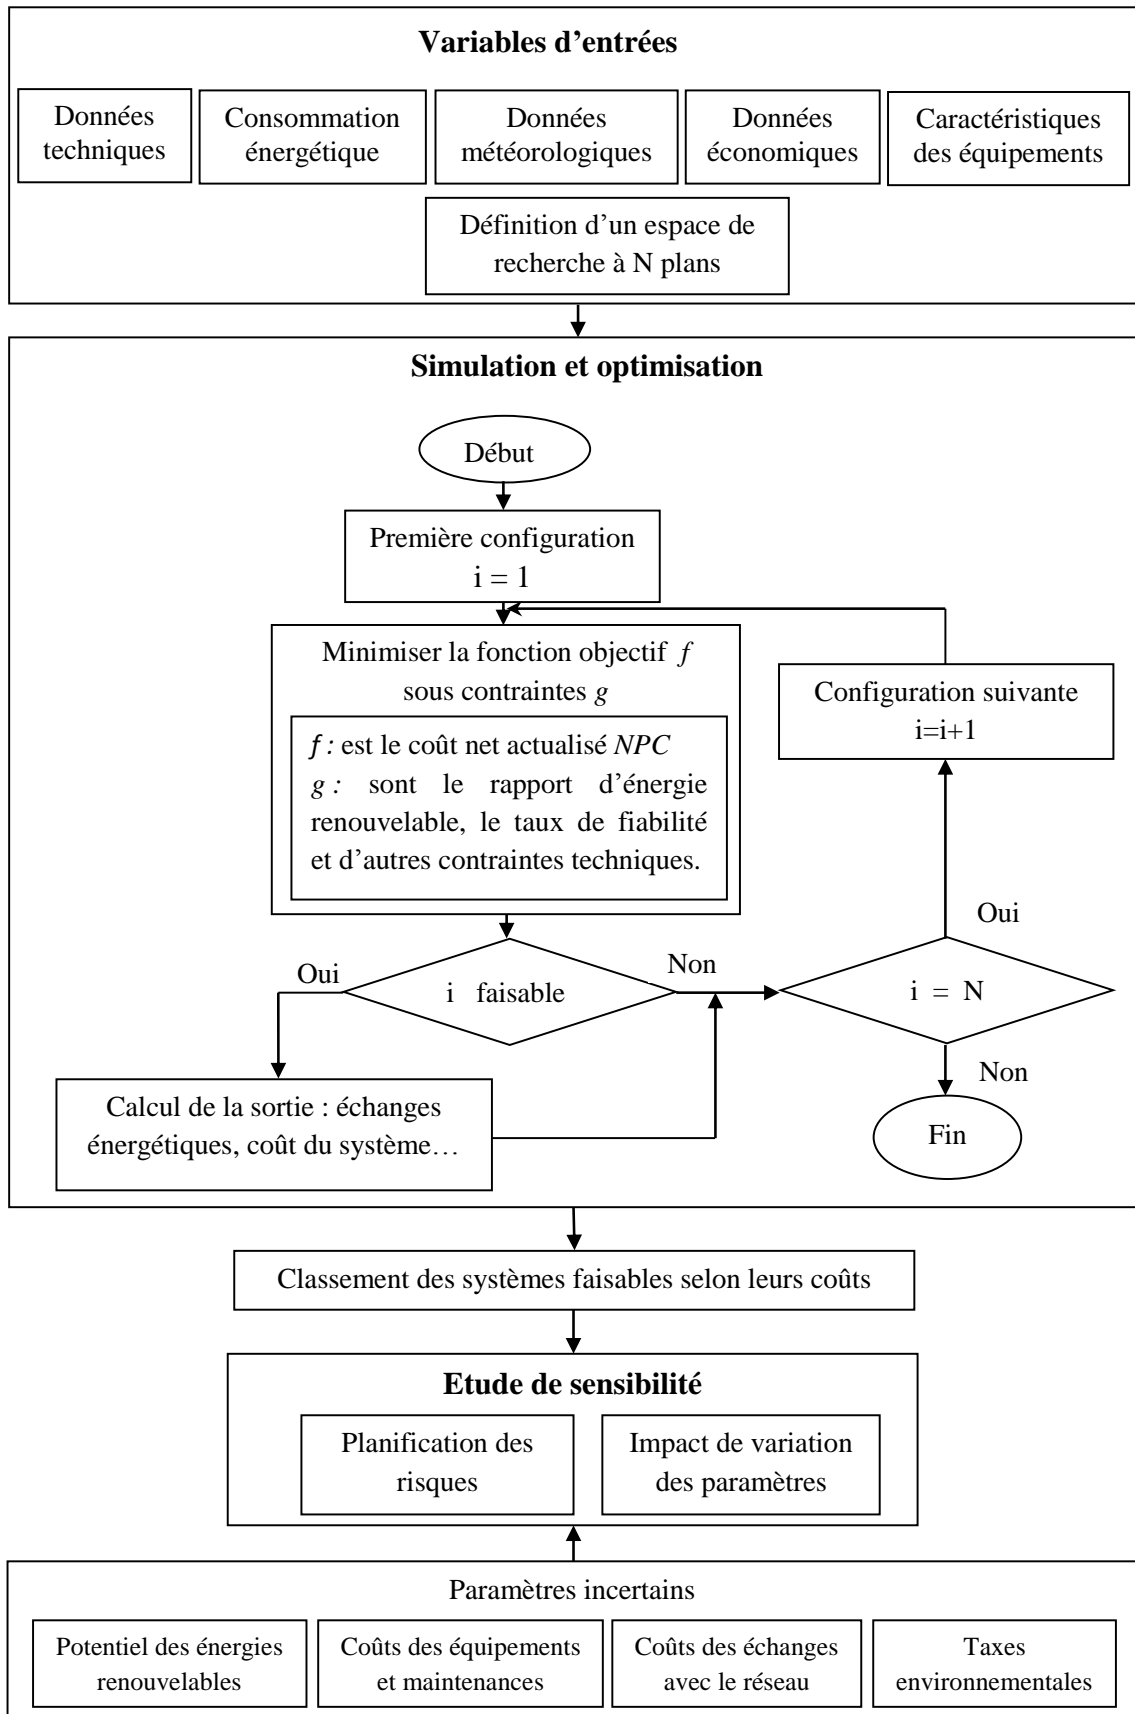 Variables d’entrées
Données
techniques
Consommation
énergétique
Données
météorologiques
Données
économiques
Caractéristiques
des équipements
Définition d’un espace de
recherche à N plans
Simulation et optimisation
Début
Première configuration
i = 1
Minimiser la fonction objectif f
sous contraintes g
f : est le coût net actualisé NPC
g : sont le rapport d’énergie
renouvelable, le taux de fiabilité
et d’autres contraintes techniques.
Configuration suivante
i=i+1
Oui
Oui
Non
i faisable
i = N
Non
Calcul de la sortie : échanges
énergétiques, coût du système…
Fin
Classement des systèmes faisables selon leurs coûts
Etude de sensibilité
Planification des
risques
Impact de variation
des paramètres
Paramètres incertains
Potentiel des énergies
renouvelables
Coûts des équipements
et maintenances
Coûts des échanges
avec le réseau
Taxes
environnementales